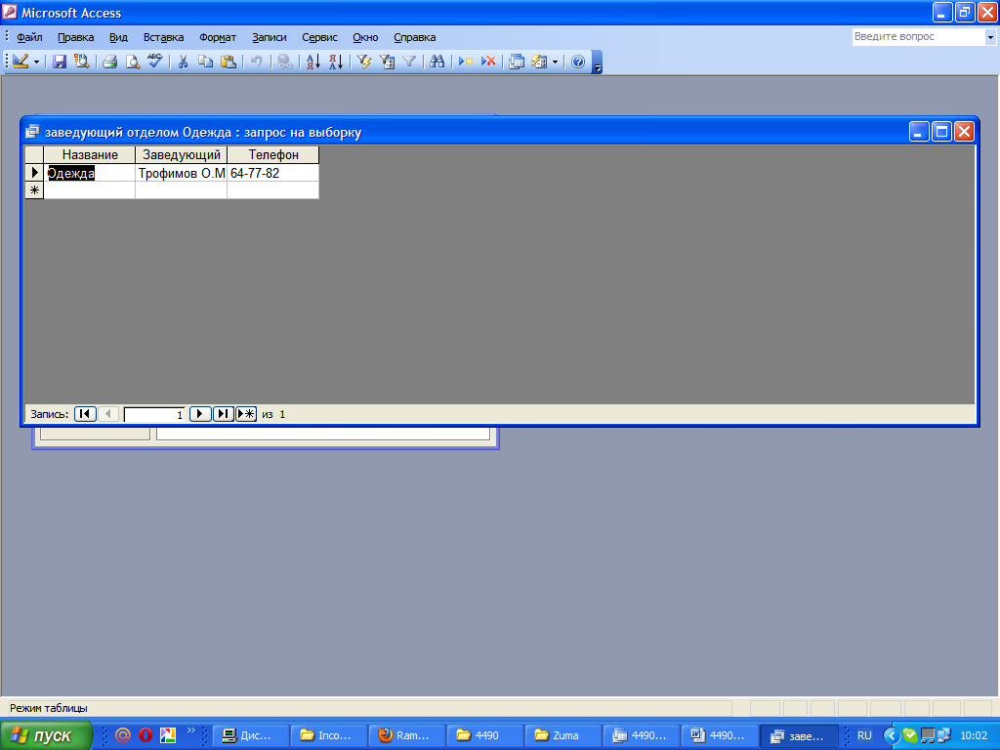 Microsoft Access
Файл Правка Вид Вставка Формат Записи Сервис Окно Справка
Введите вопрос
заведующий отделом Одежда : запрос на выборку
Название Заведующий Телефон
Одежда Трофимов О.М 64-77-82
Запись: 1 из 1
Режим таблицы
пуск Дис... Inco... Ram... 4490 Zuma 4490... 4490... заве... RU 10:02